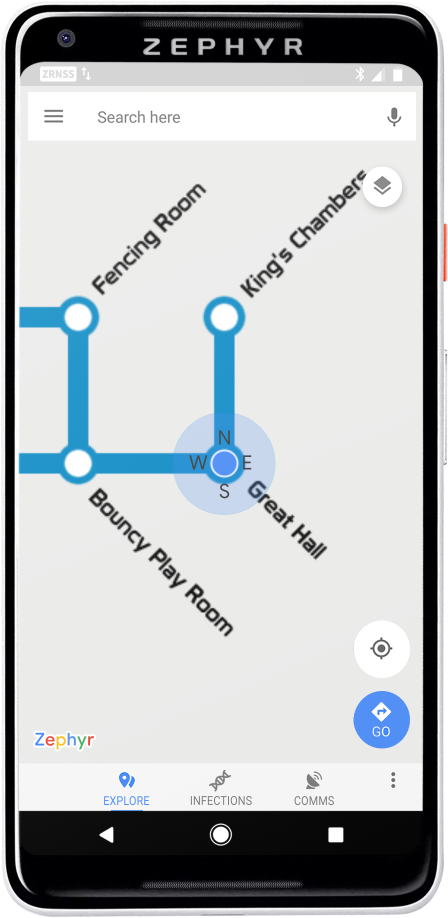 ZEPHYR
ZRNSS
Search here
Fencing Room
King's Chambers
N
W E
S
Great Hall
Bouncy Play Room
GO
Zephyr
EXPLORE INFECTIONS COMMS